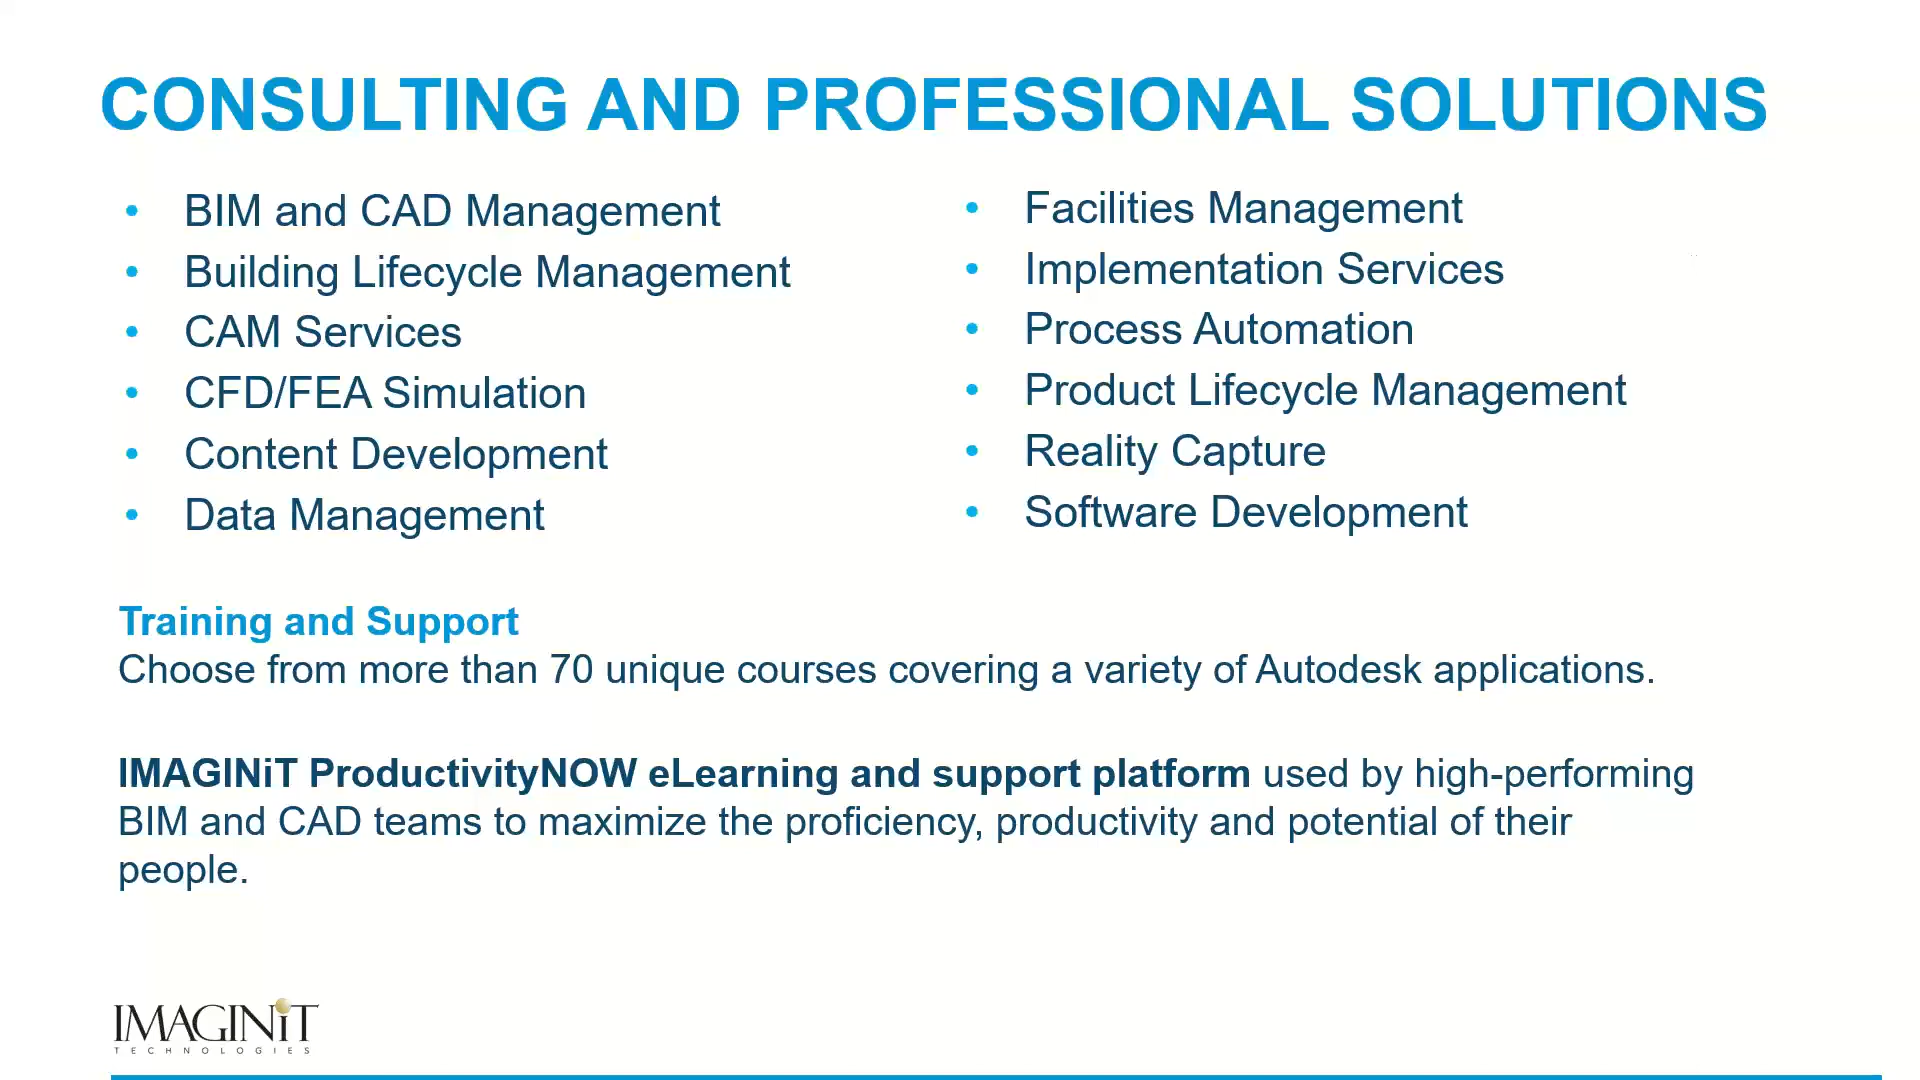 CONSULTING AND PROFESSIONAL SOLUTIONS
• BIM and CAD Management
• Building Lifecycle Management
• CAM Services
• CFD/FEA Simulation
• Content Development
• Data Management
• Facilities Management
• Implementation Services
• Process Automation
• Product Lifecycle Management
• Reality Capture
• Software Development
Training and Support
Choose from more than 70 unique courses covering a variety of Autodesk applications.
IMAGINiT ProductivityNOW eLearning and support platform used by high-performing
BIM and CAD teams to maximize the proficiency, productivity and potential of their
people.
IMAGINiT
TECHNOLOGIES